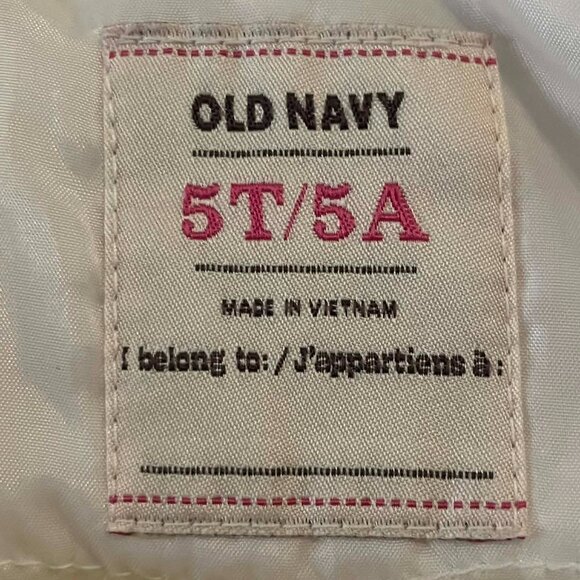 OLD NAVY
5T/5A
MADE IN VIETNAM
I belong to: / J'appartiens à :